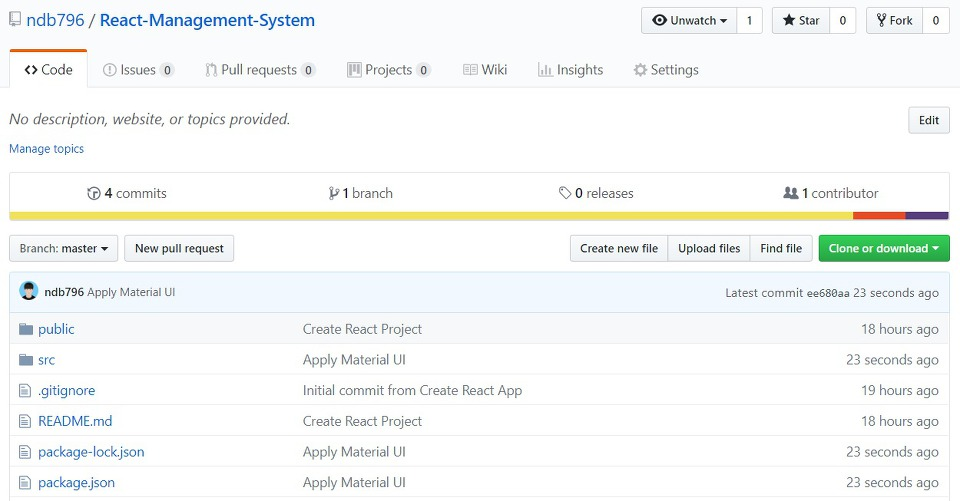 ndb796 / React-Management-System Unwatch 1 Star 0 Fork 0
Code Issues 0 Pull requests 0 Projects 0 Wiki Insights Settings
No description, website, or topics provided. Edit
Manage topics
4 commits 1 branch 0 releases 1 contributor
Branch: master New pull request Create new file Upload files Find file Clone or download
ndb796 Apply Material UI Latest commit ee680aa 23 seconds ago
public Create React Project 18 hours ago
src Apply Material UI 23 seconds ago
.gitignore Initial commit from Create React App 19 hours ago
README.md Create React Project 18 hours ago
package-lock.json Apply Material UI 23 seconds ago
package.json Apply Material UI 23 seconds ago